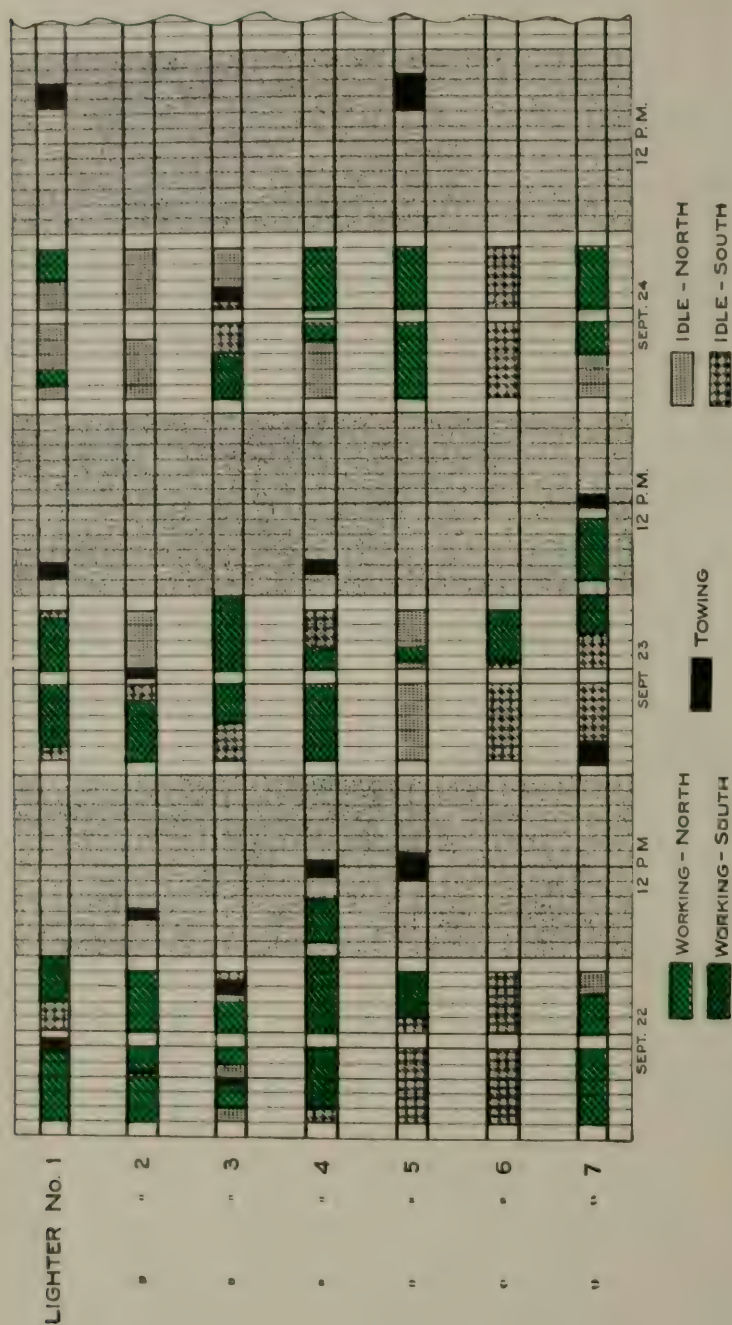 LIGHTER No. 1
" " 2
" " 3
" " 4
" " 5
" " 6
" " 7
SEPT. 22
12 P M
SEPT 23
12 P.M.
SEPT. 24
12 P.M.
WORKING - NORTH
WORKING - SOUTH
TOWING
IDLE - NORTH
IDLE - SOUTH